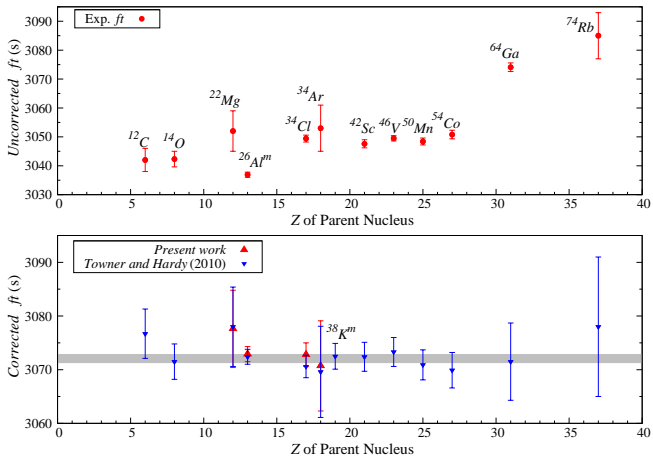 Uncorrected ft (s)
3090
3080
3070
3060
3050
3040
3030
Exp. ft
¹²C
¹⁴O
²²Mg
²⁶Alᵐ
³⁴Cl
³⁴Ar
⁴²Sc
⁴⁶V
⁵⁰Mn
⁵⁴Co
⁶⁴Ga
⁷⁴Rb
0 5 10 15 20 25 30 35 40
Z of Parent Nucleus
Corrected ft (s)
3090
3080
3070
3060
Present work
Towner and Hardy (2010)
³⁸Kᵐ
0 5 10 15 20 25 30 35 40
Z of Parent Nucleus